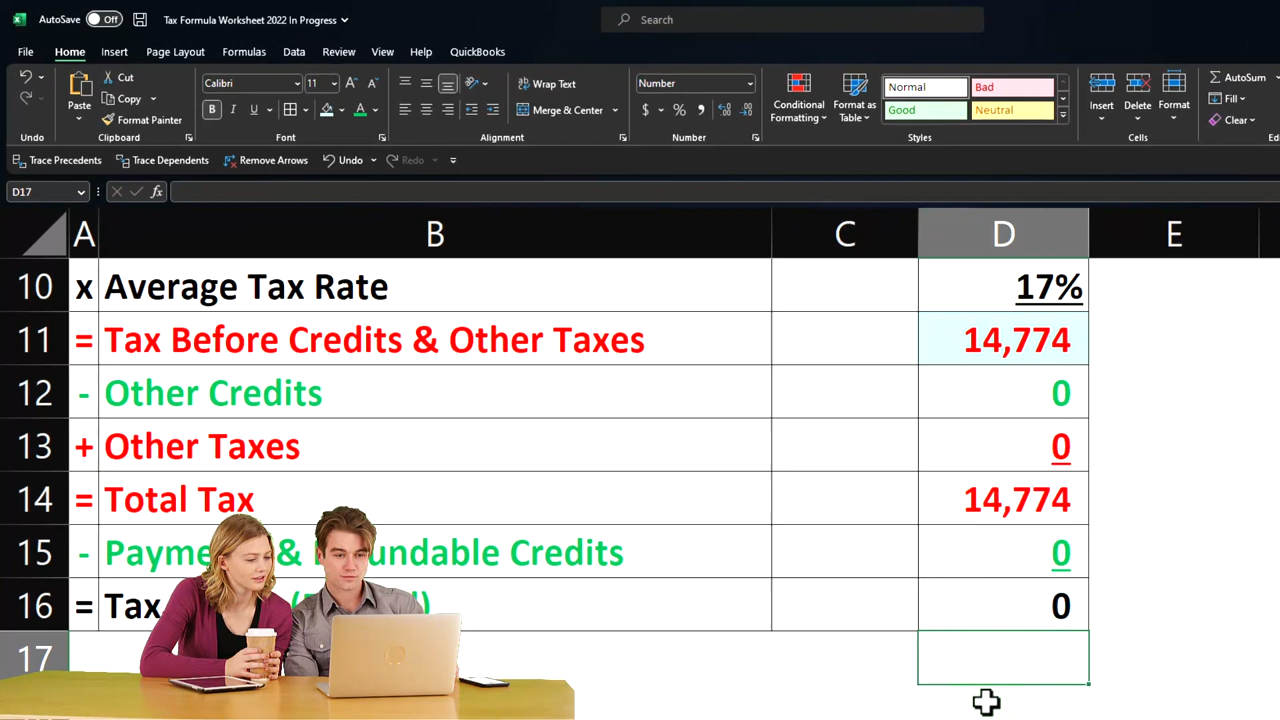 AutoSave Off Tax Formula Worksheet 2022 In Progress Search
File Home Insert Page Layout Formulas Data Review View Help QuickBooks
Undo
Paste
Cut
Copy
Format Painter
Clipboard
Calibri 11
B I U
Font
Wrap Text
Merge & Center
Alignment
Number
$ % ,
Number
Conditional Formatting
Format as Table
Normal Bad
Good Neutral
Styles
Insert Delete Format
Cells
AutoSum
Fill
Clear
Trace Precedents Trace Dependents Remove Arrows Undo Redo
D17 fx
A B C D E
10 x Average Tax Rate 17%
11 = Tax Before Credits & Other Taxes 14,774
12 - Other Credits 0
13 + Other Taxes 0
14 = Total Tax 14,774
15 - & Credits 0
16 = Tax 0
17